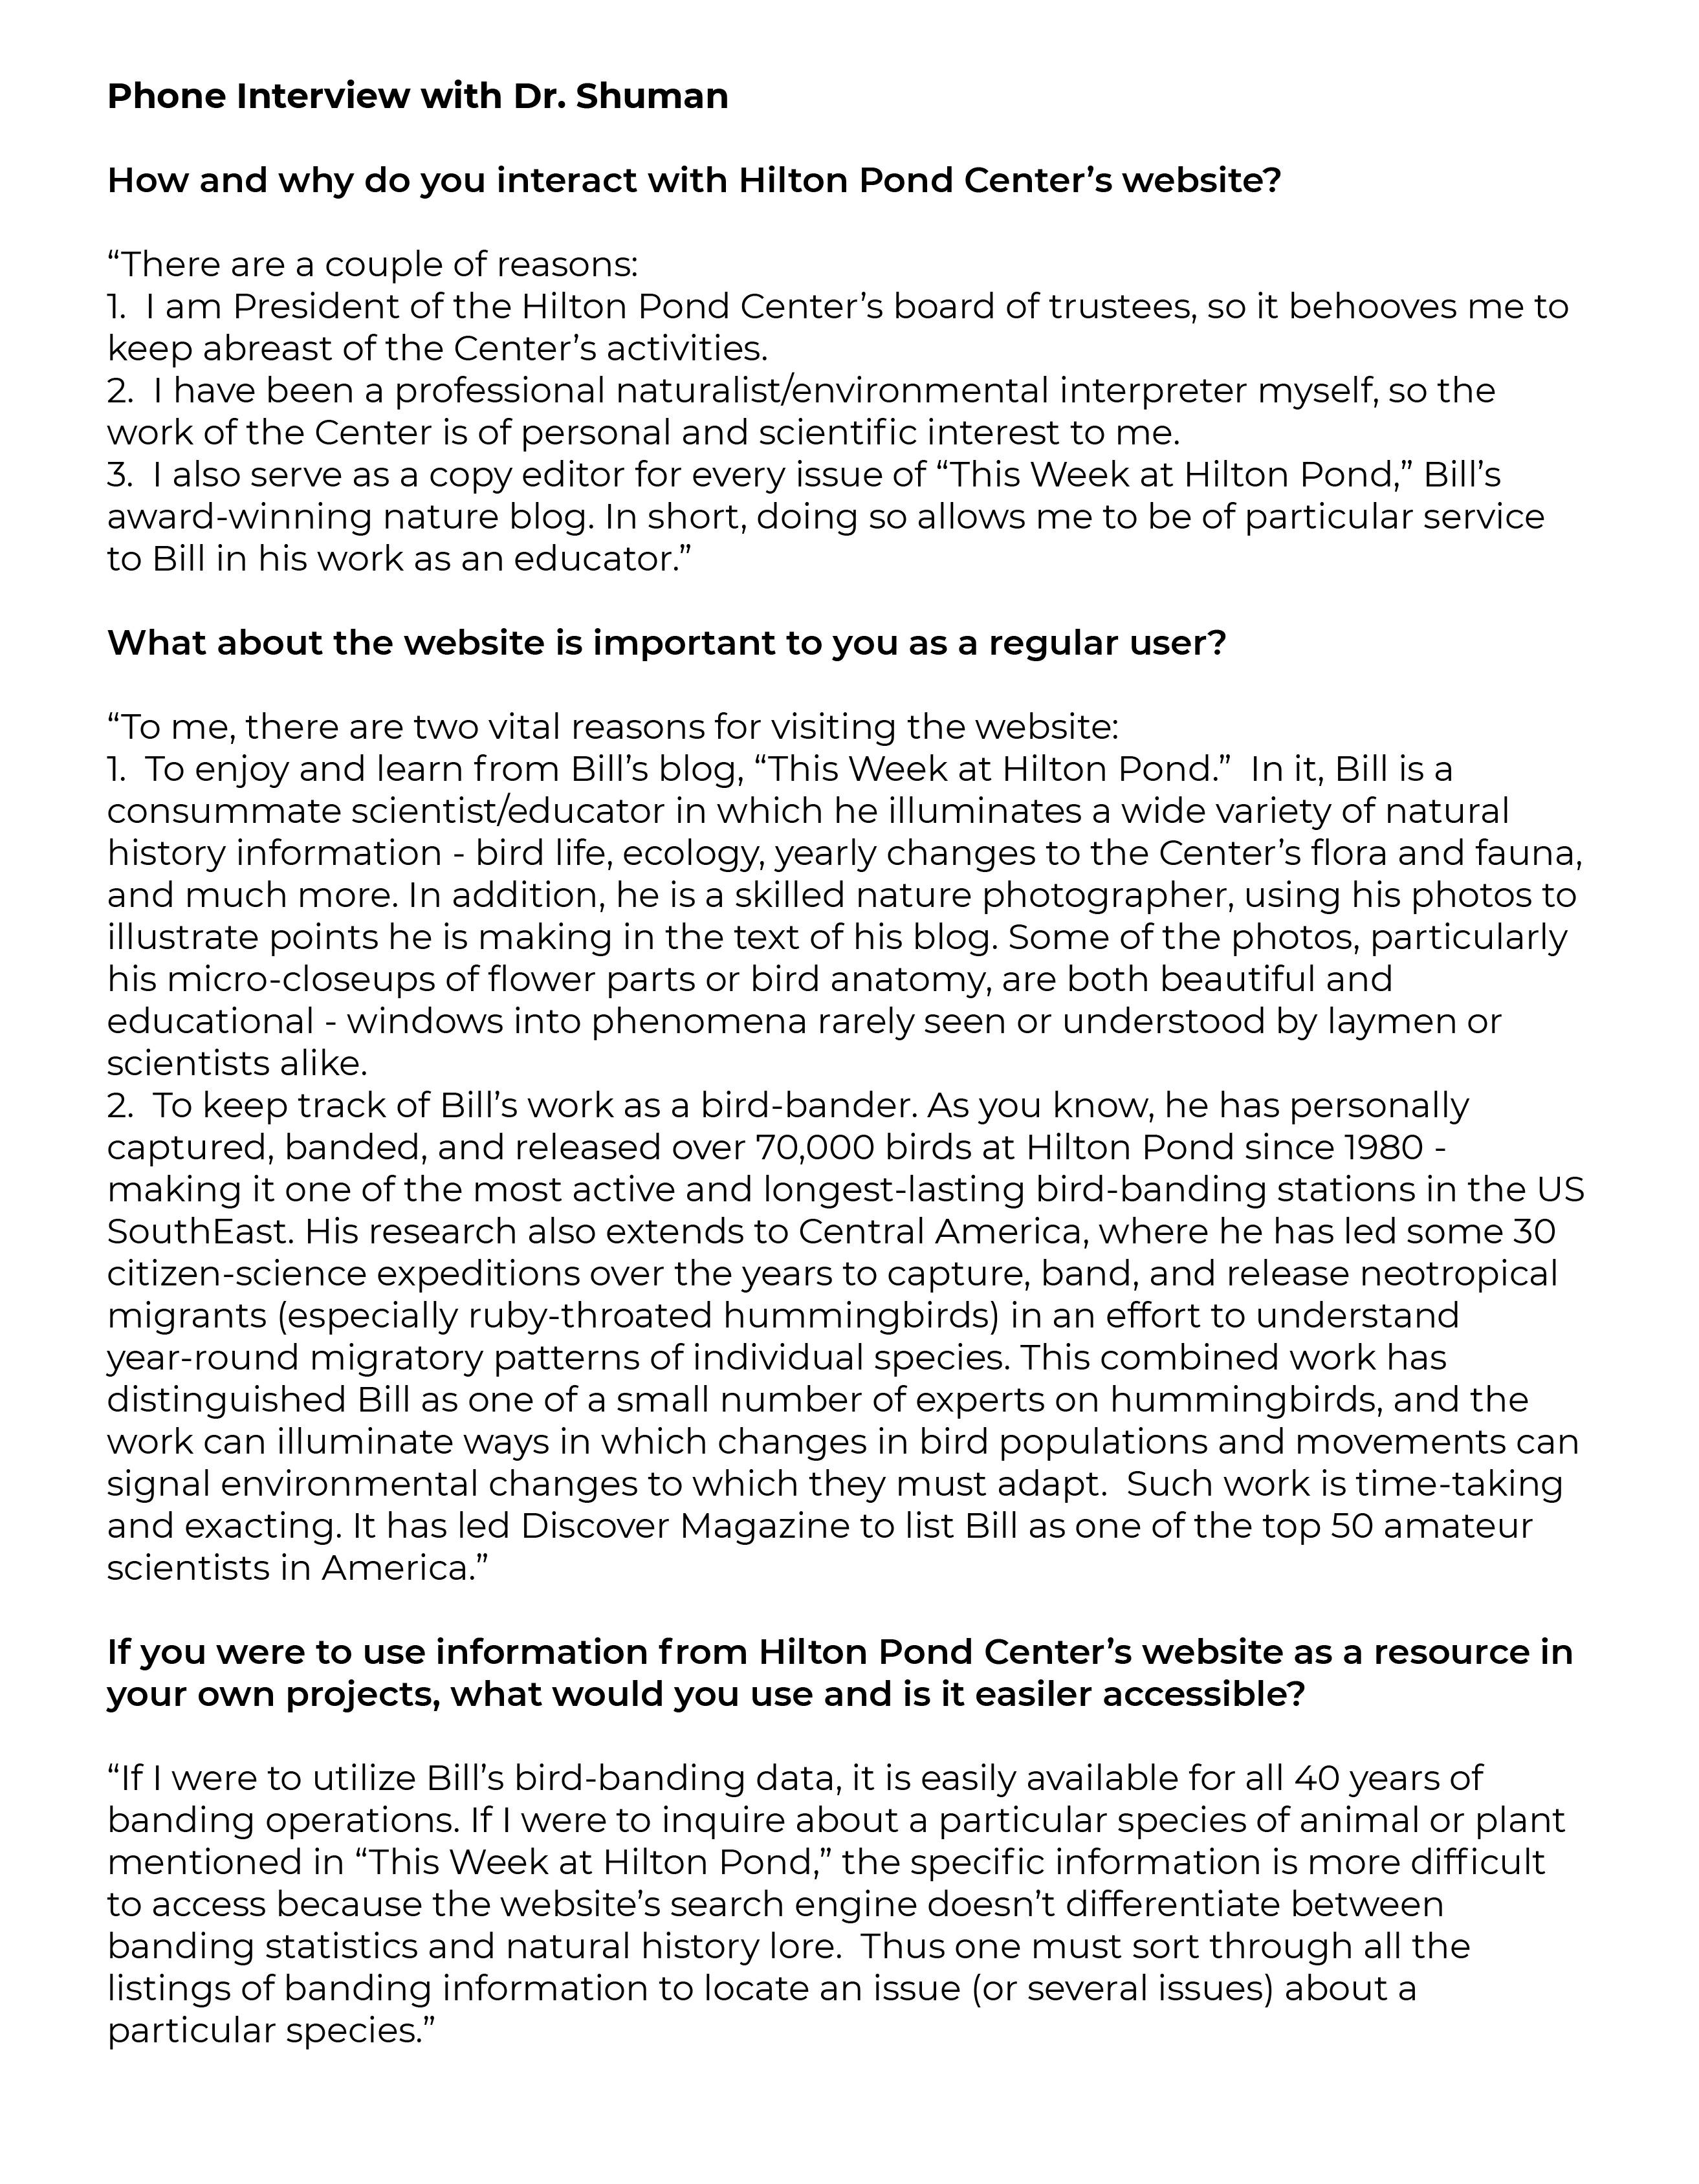 Phone Interview with Dr. Shuman
How and why do you interact with Hilton Pond Center’s website?
“There are a couple of reasons:
1.  I am President of the Hilton Pond Center’s board of trustees, so it behooves me to
keep abreast of the Center’s activities.
2.  I have been a professional naturalist/environmental interpreter myself, so the
work of the Center is of personal and scientific interest to me.
3.  I also serve as a copy editor for every issue of “This Week at Hilton Pond,” Bill’s
award-winning nature blog. In short, doing so allows me to be of particular service
to Bill in his work as an educator.”
What about the website is important to you as a regular user?
“To me, there are two vital reasons for visiting the website:
1.  To enjoy and learn from Bill’s blog, “This Week at Hilton Pond.”  In it, Bill is a
consummate scientist/educator in which he illuminates a wide variety of natural
history information - bird life, ecology, yearly changes to the Center’s flora and fauna,
and much more. In addition, he is a skilled nature photographer, using his photos to
illustrate points he is making in the text of his blog. Some of the photos, particularly
his micro-closeups of flower parts or bird anatomy, are both beautiful and
educational - windows into phenomena rarely seen or understood by laymen or
scientists alike.
2.  To keep track of Bill’s work as a bird-bander. As you know, he has personally
captured, banded, and released over 70,000 birds at Hilton Pond since 1980 -
making it one of the most active and longest-lasting bird-banding stations in the US
SouthEast. His research also extends to Central America, where he has led some 30
citizen-science expeditions over the years to capture, band, and release neotropical
migrants (especially ruby-throated hummingbirds) in an effort to understand
year-round migratory patterns of individual species. This combined work has
distinguished Bill as one of a small number of experts on hummingbirds, and the
work can illuminate ways in which changes in bird populations and movements can
signal environmental changes to which they must adapt.  Such work is time-taking
and exacting. It has led Discover Magazine to list Bill as one of the top 50 amateur
scientists in America.”
If you were to use information from Hilton Pond Center’s website as a resource in
your own projects, what would you use and is it easiler accessible?
“If I were to utilize Bill’s bird-banding data, it is easily available for all 40 years of
banding operations. If I were to inquire about a particular species of animal or plant
mentioned in “This Week at Hilton Pond,” the specific information is more difficult
to access because the website’s search engine doesn’t differentiate between
banding statistics and natural history lore.  Thus one must sort through all the
listings of banding information to locate an issue (or several issues) about a
particular species.”